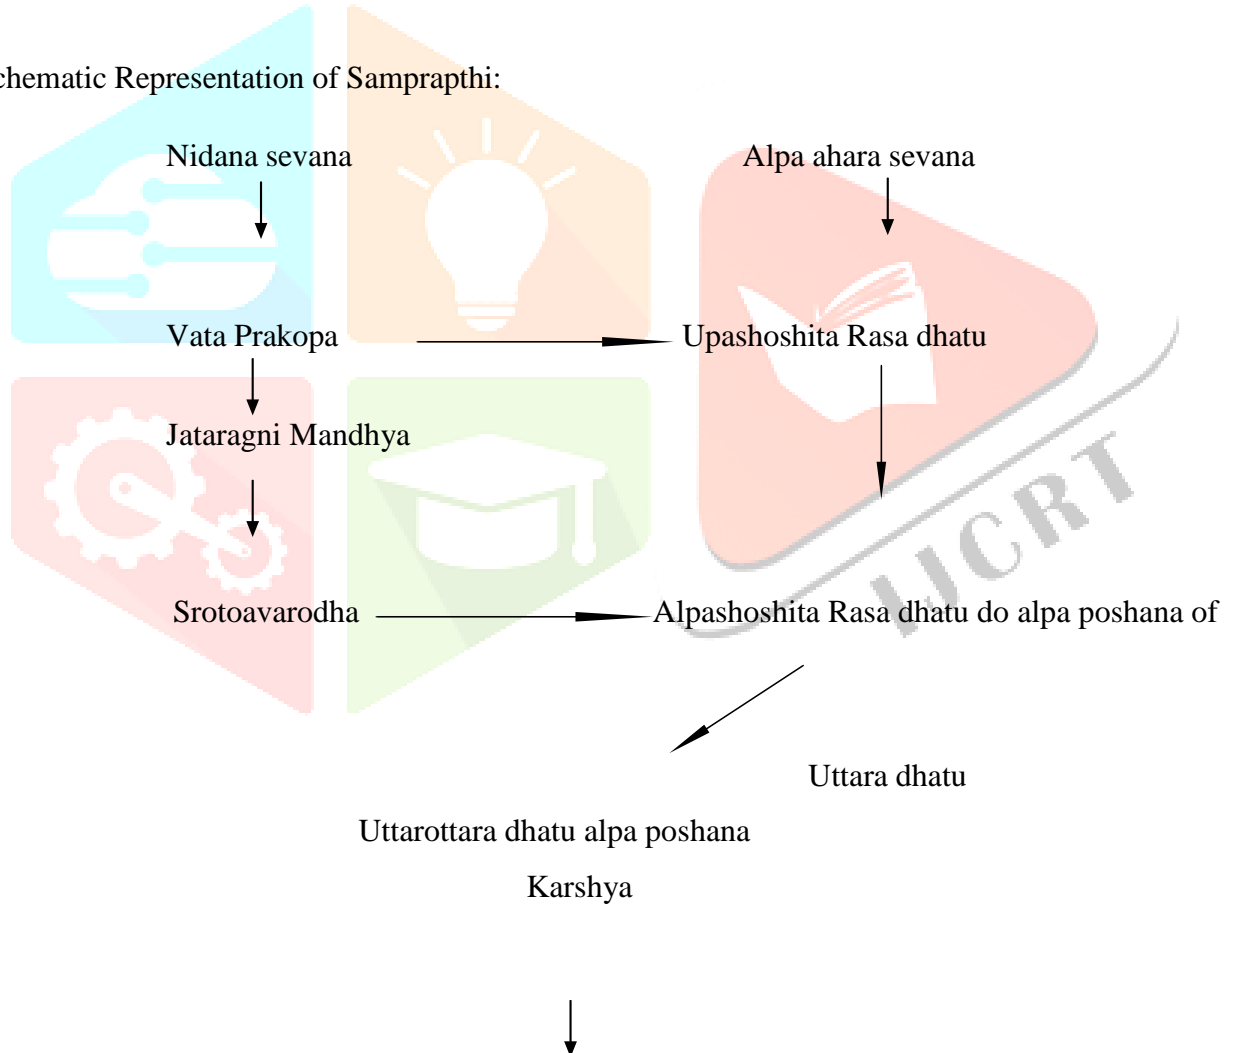 chematic Representation of Samprapthi:
Nidana sevana Alpa ahara sevana
Vata Prakopa Upashoshita Rasa dhatu
Jataragni Mandhya
Srotoavarodha Alpashoshita Rasa dhatu do alpa poshana of
Uttara dhatu
Uttarottara dhatu alpa poshana
Karshya
IJCRT